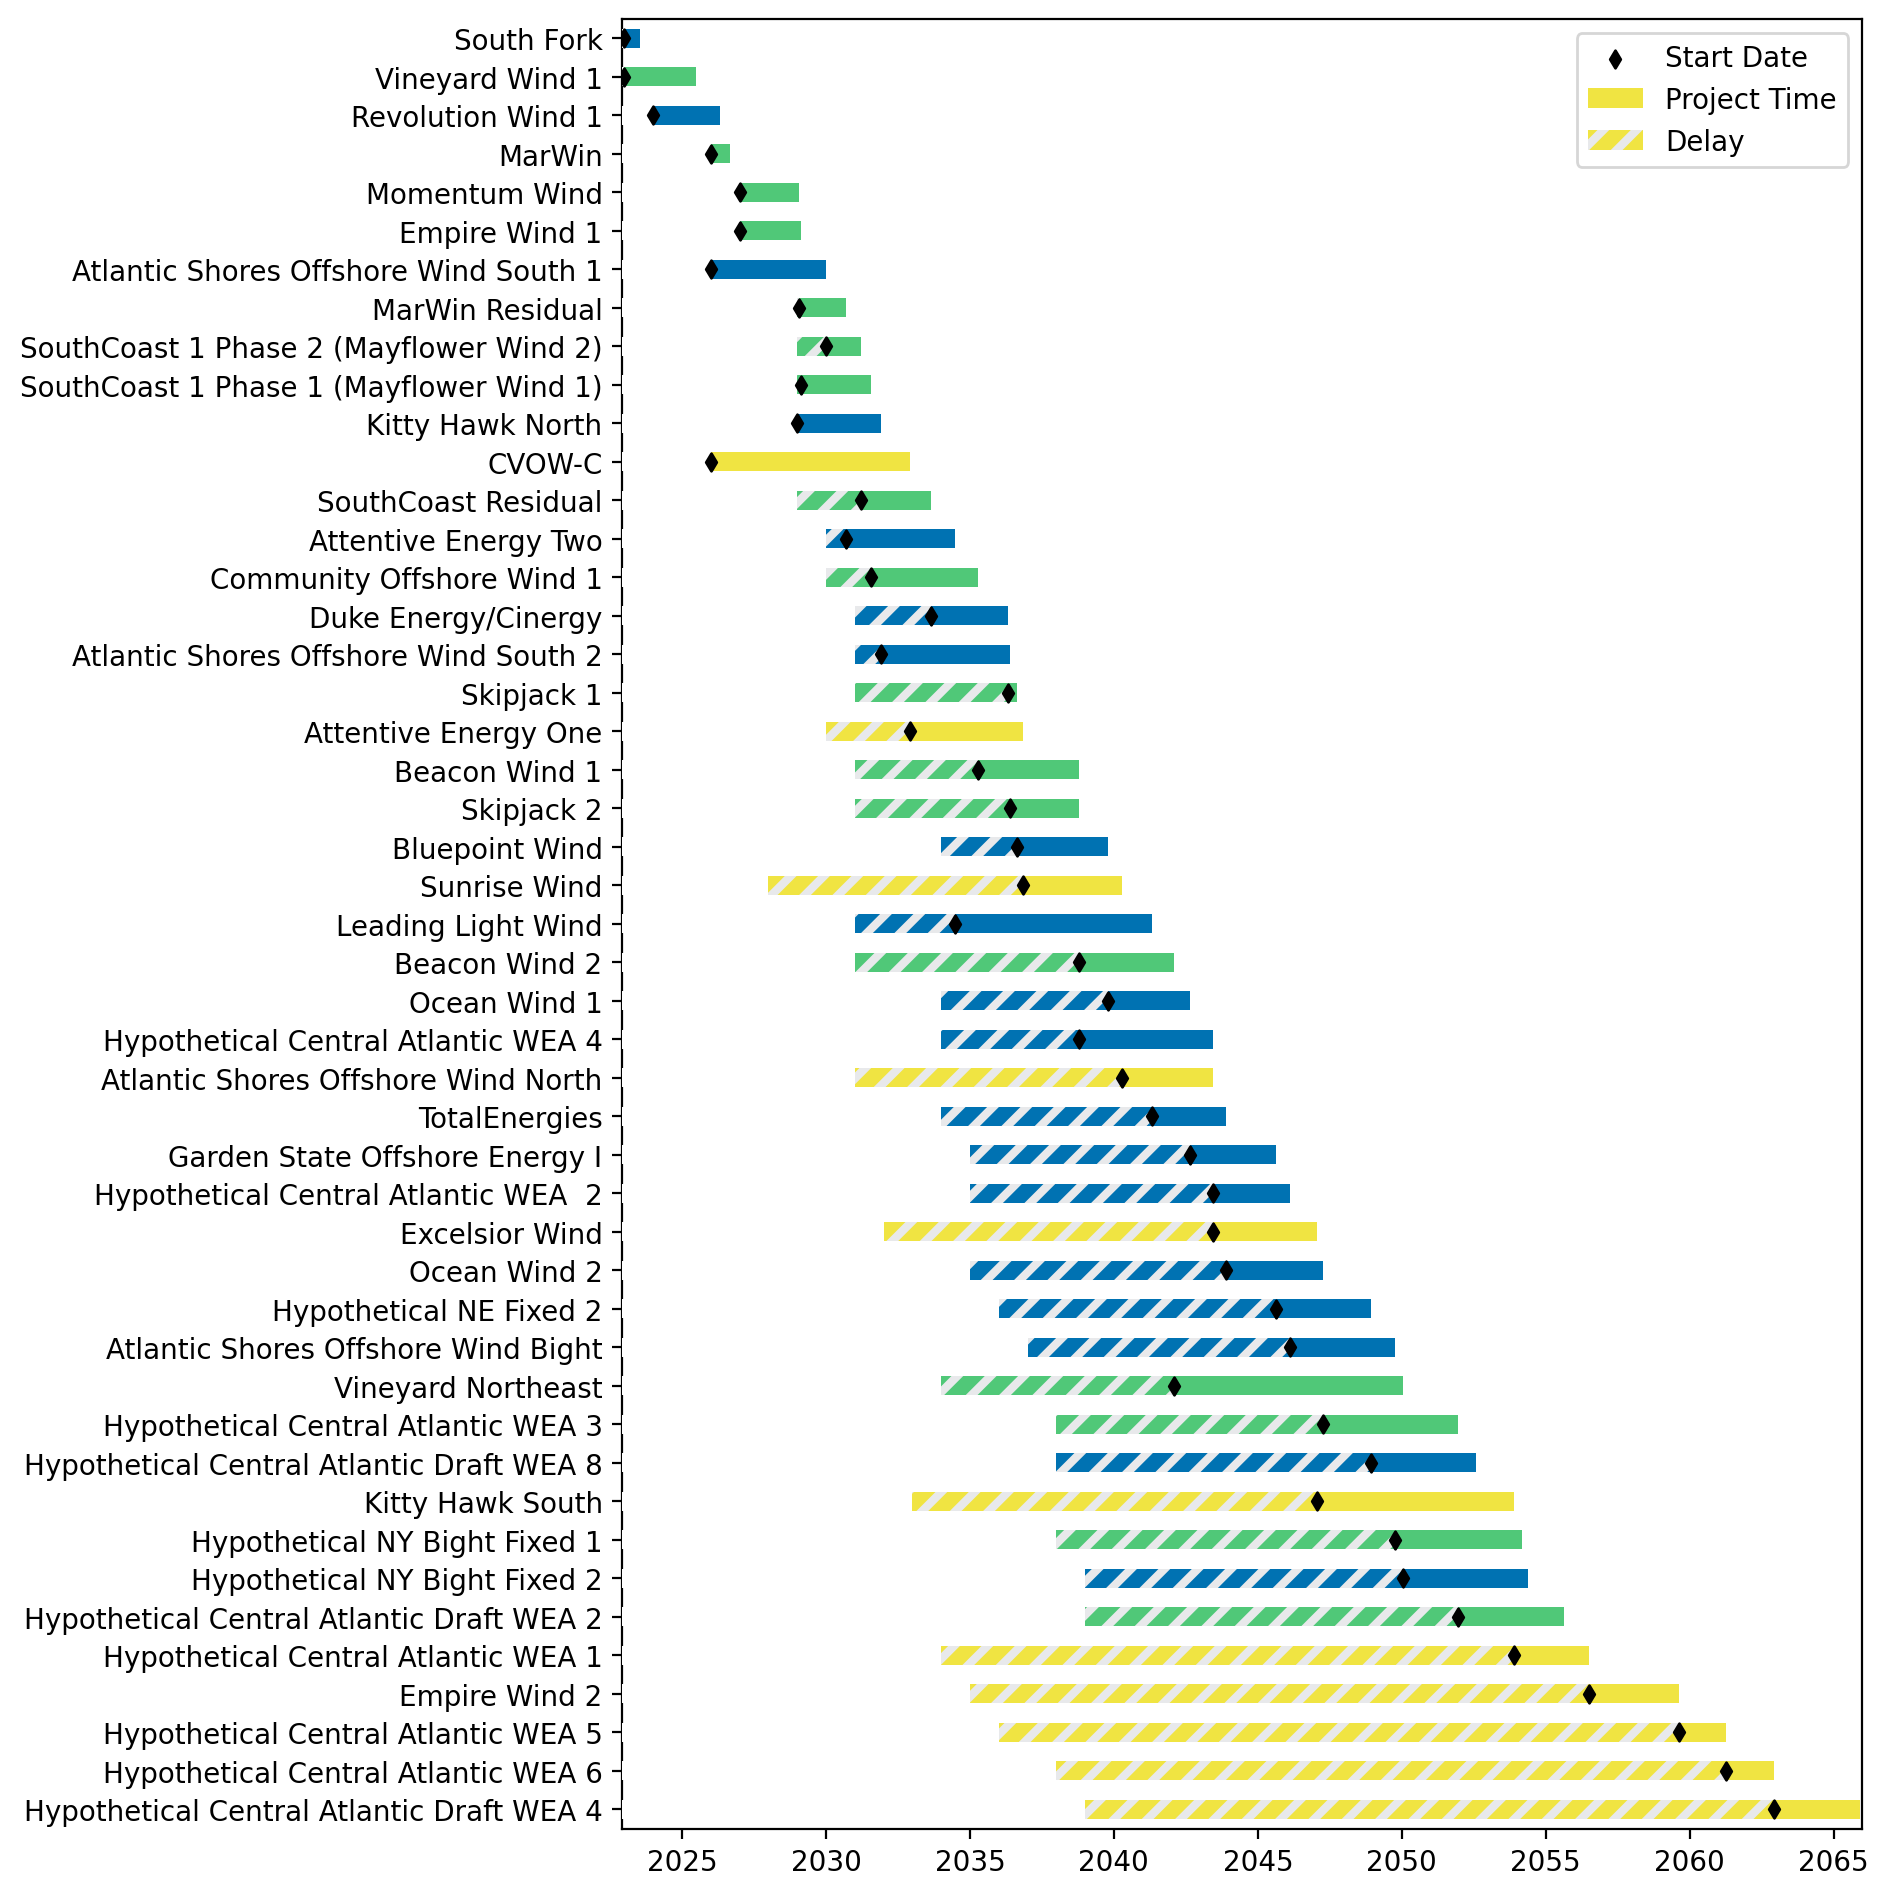 South Fork
Vineyard Wind 1
Revolution Wind 1
MarWin
Momentum Wind
Empire Wind 1
Atlantic Shores Offshore Wind South 1
MarWin Residual
SouthCoast 1 Phase 2 (Mayflower Wind 2)
SouthCoast 1 Phase 1 (Mayflower Wind 1)
Kitty Hawk North
CVOW-C
SouthCoast Residual
Attentive Energy Two
Community Offshore Wind 1
Duke Energy/Cinergy
Atlantic Shores Offshore Wind South 2
Skipjack 1
Attentive Energy One
Beacon Wind 1
Skipjack 2
Bluepoint Wind
Sunrise Wind
Leading Light Wind
Beacon Wind 2
Ocean Wind 1
Hypothetical Central Atlantic WEA 4
Atlantic Shores Offshore Wind North
TotalEnergies
Garden State Offshore Energy I
Hypothetical Central Atlantic WEA  2
Excelsior Wind
Ocean Wind 2
Hypothetical NE Fixed 2
Atlantic Shores Offshore Wind Bight
Vineyard Northeast
Hypothetical Central Atlantic WEA 3
Hypothetical Central Atlantic Draft WEA 8
Kitty Hawk South
Hypothetical NY Bight Fixed 1
Hypothetical NY Bight Fixed 2
Hypothetical Central Atlantic Draft WEA 2
Hypothetical Central Atlantic WEA 1
Empire Wind 2
Hypothetical Central Atlantic WEA 5
Hypothetical Central Atlantic WEA 6
Hypothetical Central Atlantic Draft WEA 4
Start Date
Project Time
Delay
2025 2030 2035 2040 2045 2050 2055 2060 2065